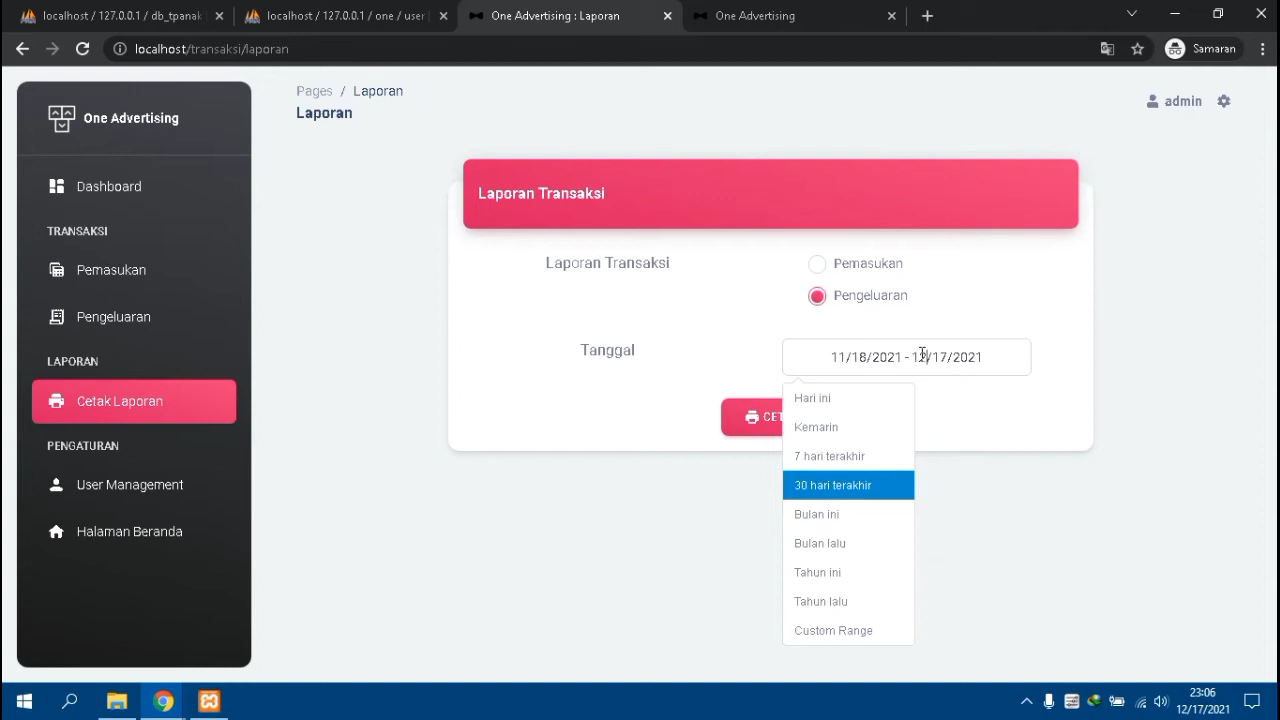 localhost / 127.0.0.1 / db_tpanak
localhost / 127.0.0.1 / one / user
One Advertising : Laporan
One Advertising
localhost/transaksi/laporan
Samaran
One Advertising
Dashboard
TRANSAKSI
Pemasukan
Pengeluaran
LAPORAN
Cetak Laporan
PENGATURAN
User Management
Halaman Beranda
Pages / Laporan
Laporan
admin
Laporan Transaksi
Laporan Transaksi
Pemasukan
Pengeluaran
Tanggal
11/18/2021 - 12/17/2021
Hari ini
Kemarin
7 hari terakhir
30 hari terakhir
Bulan ini
Bulan lalu
Tahun ini
Tahun lalu
Custom Range
23:06
12/17/2021